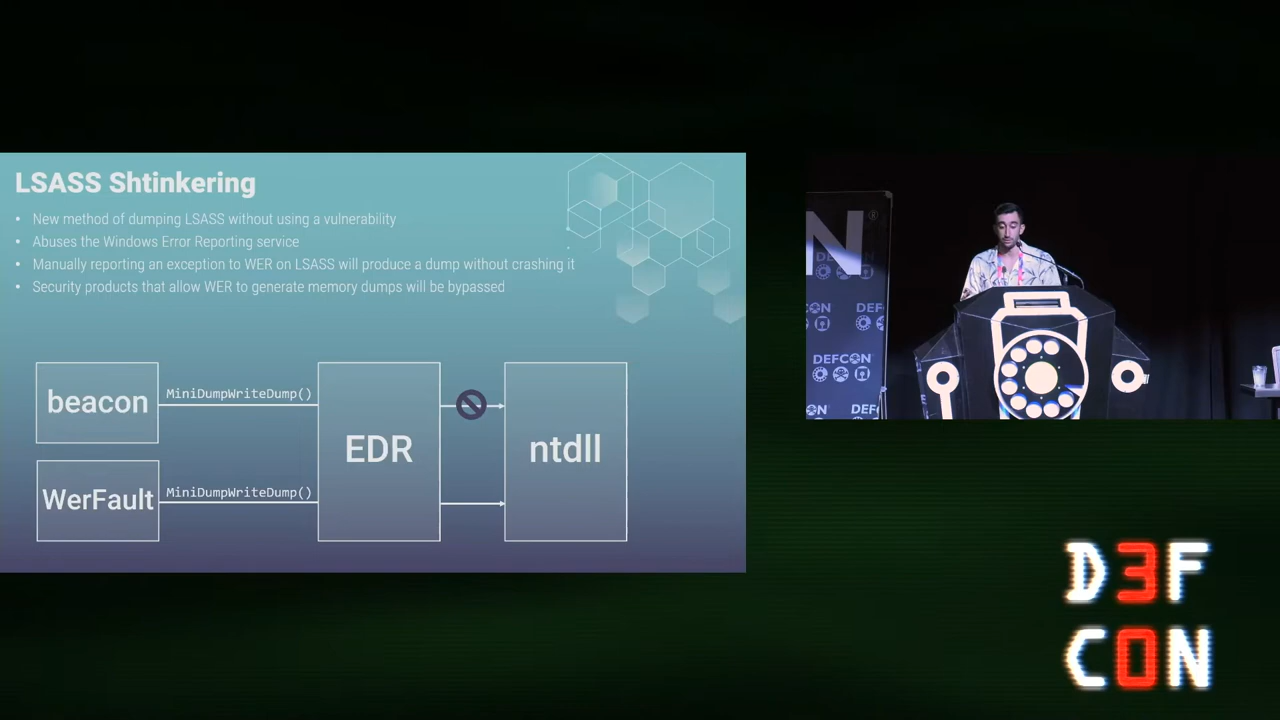 LSASS Shtinkering
• New method of dumping LSASS without using a vulnerability
• Abuses the Windows Error Reporting service
• Manually reporting an exception to WER on LSASS will produce a dump without crashing it
• Security products that allow WER to generate memory dumps will be bypassed
beacon
MiniDumpWriteDump()
WerFault
MiniDumpWriteDump()
EDR
ntdll
N
DEFCON
D3F
C0N